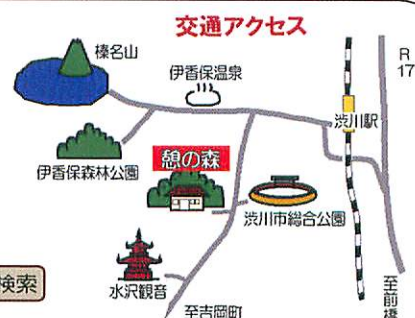 交通アクセス
榛名山
伊香保温泉
R
17
渋川駅
伊香保森林公園
憩の森
渋川市総合公園
検索
水沢観音
至吉岡町
至前橋